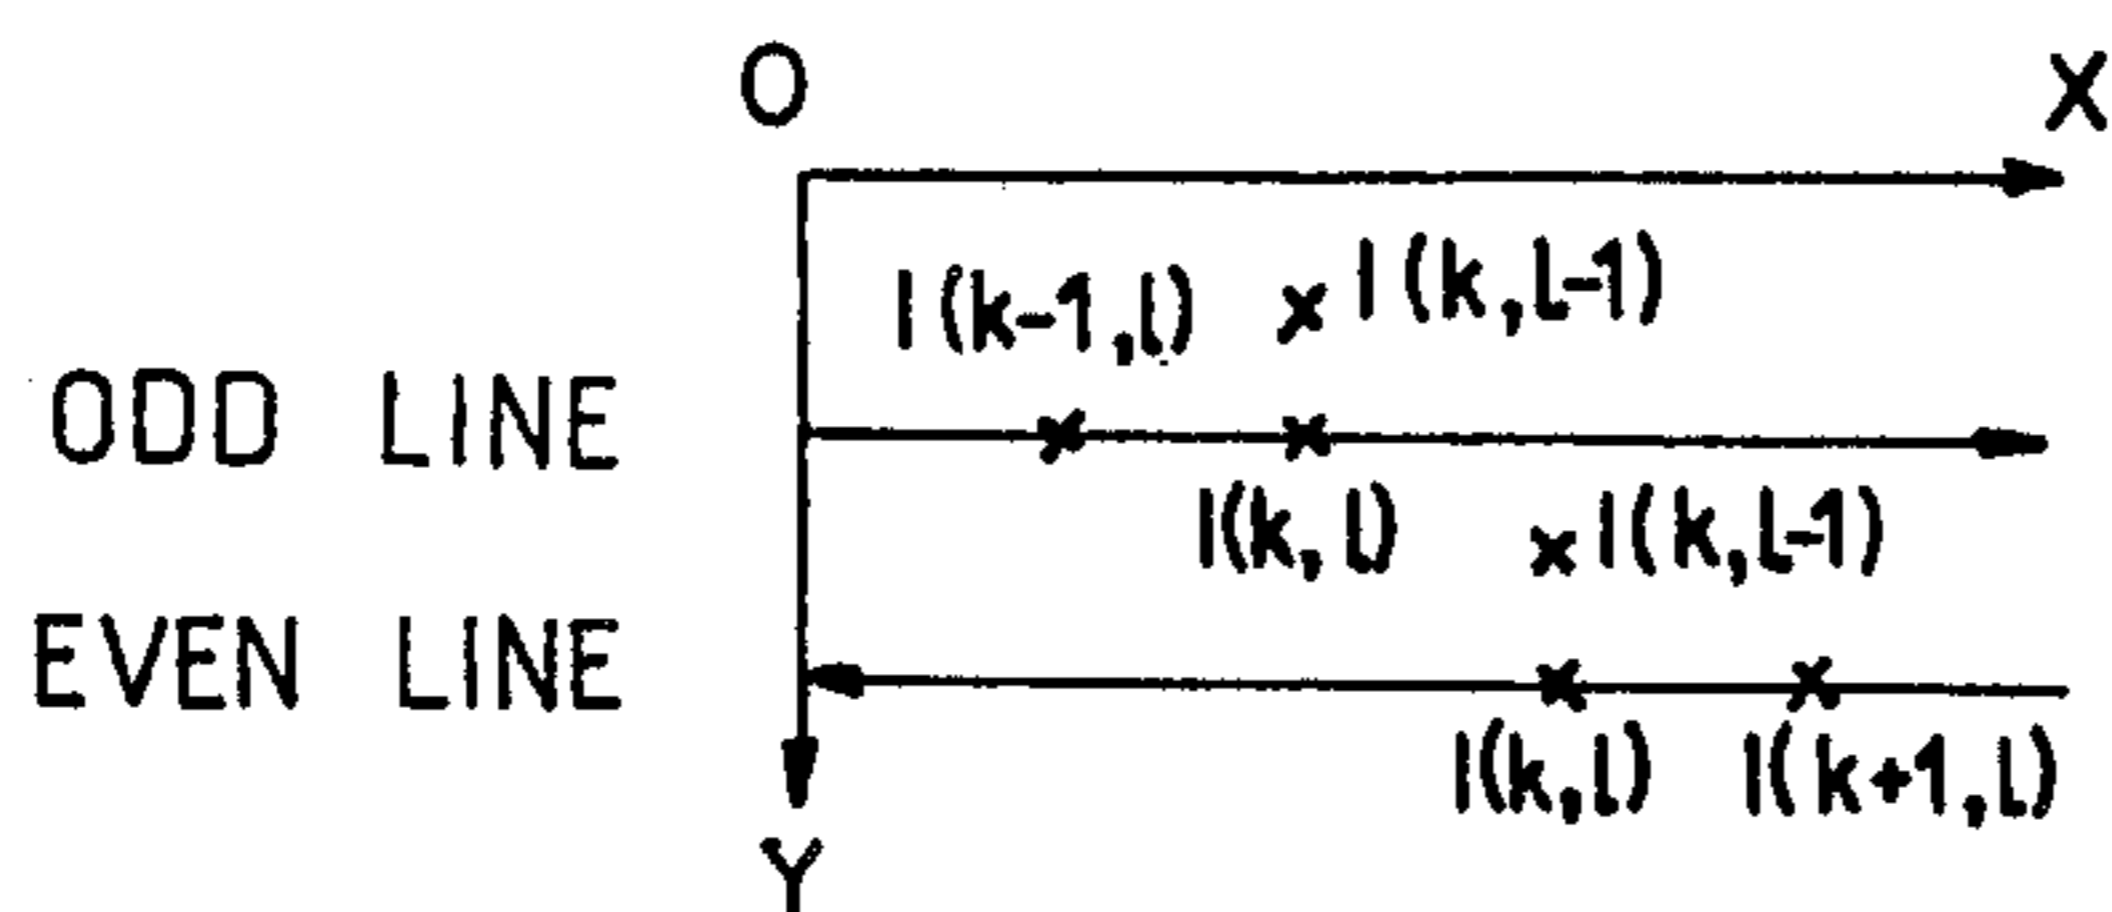 O X
I(k-1,l) × I(k,l-1)
ODD LINE
I(k,l) × I(k,l-1)
EVEN LINE
I(k,l) I(k+1,l)
Y